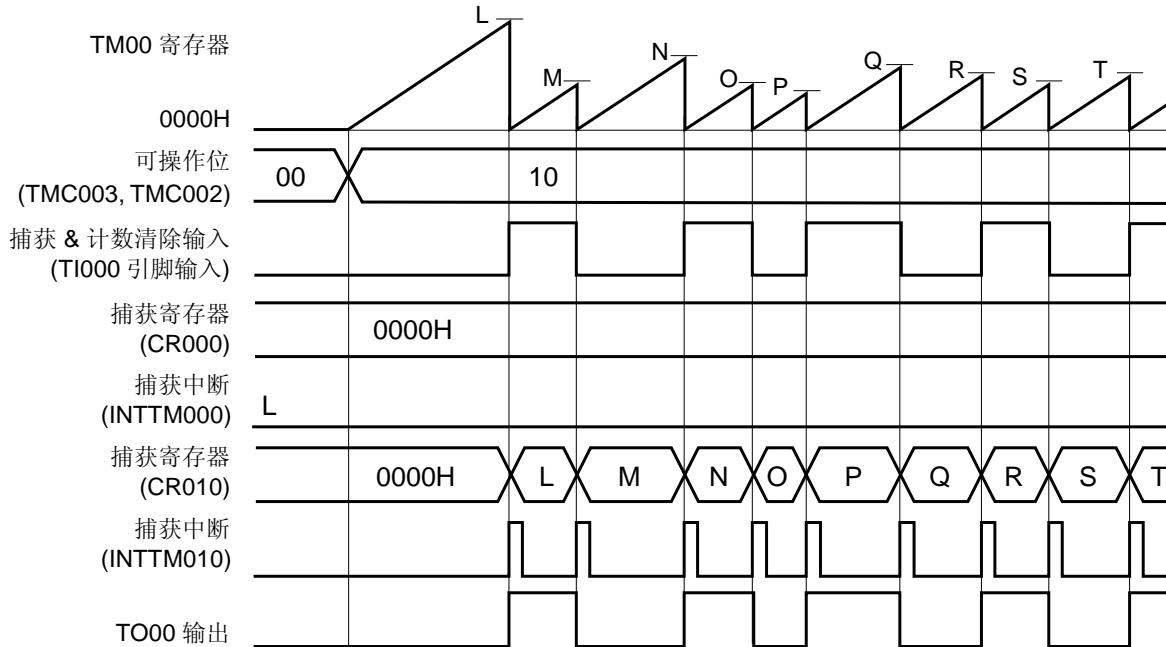 L
TM00 寄存器
M N O P Q R S T
0000H
可操作位
(TMC003, TMC002)
00 10
捕获 & 计数清除输入
(TI000 引脚输入)
捕获寄存器
(CR000)
0000H
捕获中断
(INTTM000)
L
捕获寄存器
(CR010)
0000H L M N O P Q R S T
捕获中断
(INTTM010)
TO00 输出